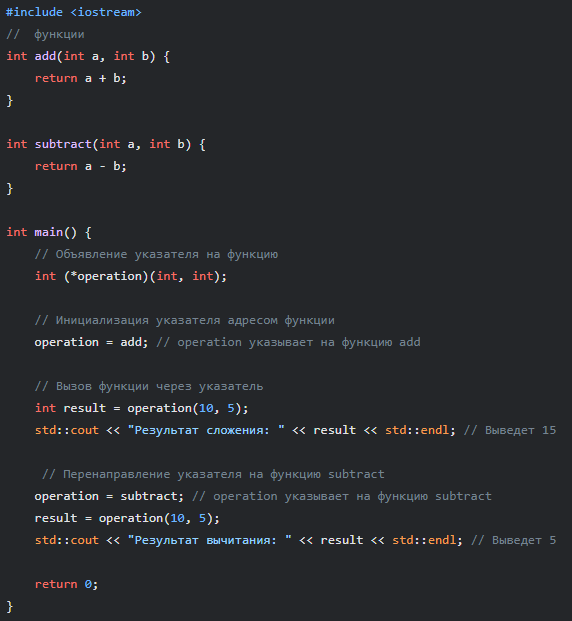 #include <iostream>
//  функции
int add(int a, int b) {
    return a + b;
}

int subtract(int a, int b) {
    return a - b;
}

int main() {
    // Объявление указателя на функцию
    int (*operation)(int, int);

    // Инициализация указателя адресом функции
    operation = add; // operation указывает на функцию add

    // Вызов функции через указатель
    int result = operation(10, 5);
    std::cout << "Результат сложения: " << result << std::endl; // Выведет 15

     // Перенаправление указателя на функцию subtract
    operation = subtract; // operation указывает на функцию subtract
    result = operation(10, 5);
    std::cout << "Результат вычитания: " << result << std::endl; // Выведет 5

    return 0;
}